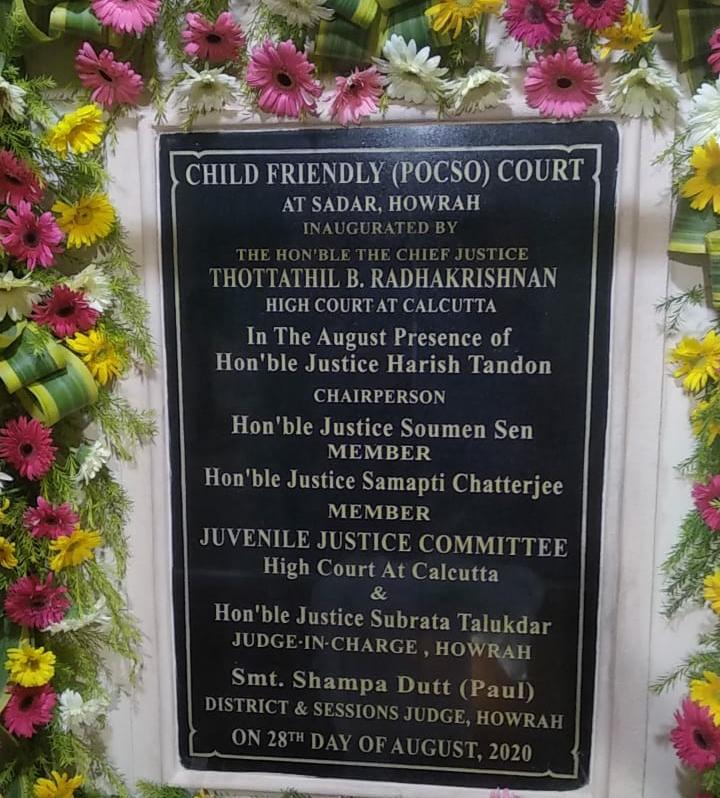 CHILD FRIENDLY (POCSO) COURT
AT SADAR, HOWRAH
INAUGURATED BY
THE HON'BLE THE CHIEF JUSTICE
THOTTATHIL B. RADHAKRISHNAN
HIGH COURT AT CALCUTTA
In The August Presence of
Hon'ble Justice Harish Tandon
CHAIRPERSON
Hon'ble Justice Soumen Sen
MEMBER
Hon'ble Justice Samapti Chatterjee
MEMBER
JUVENILE JUSTICE COMMITTEE
High Court At Calcutta
&
Hon'ble Justice Subrata Talukdar
JUDGE-IN-CHARGE , HOWRAH
Smt. Shampa Dutt (Paul)
DISTRICT & SESSIONS JUDGE, HOWRAH
ON 28TH DAY OF AUGUST, 2020